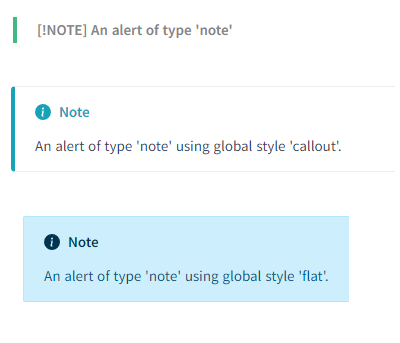 [!NOTE] An alert of type 'note'
Note
An alert of type 'note' using global style 'callout'.
Note
An alert of type 'note' using global style 'flat'.